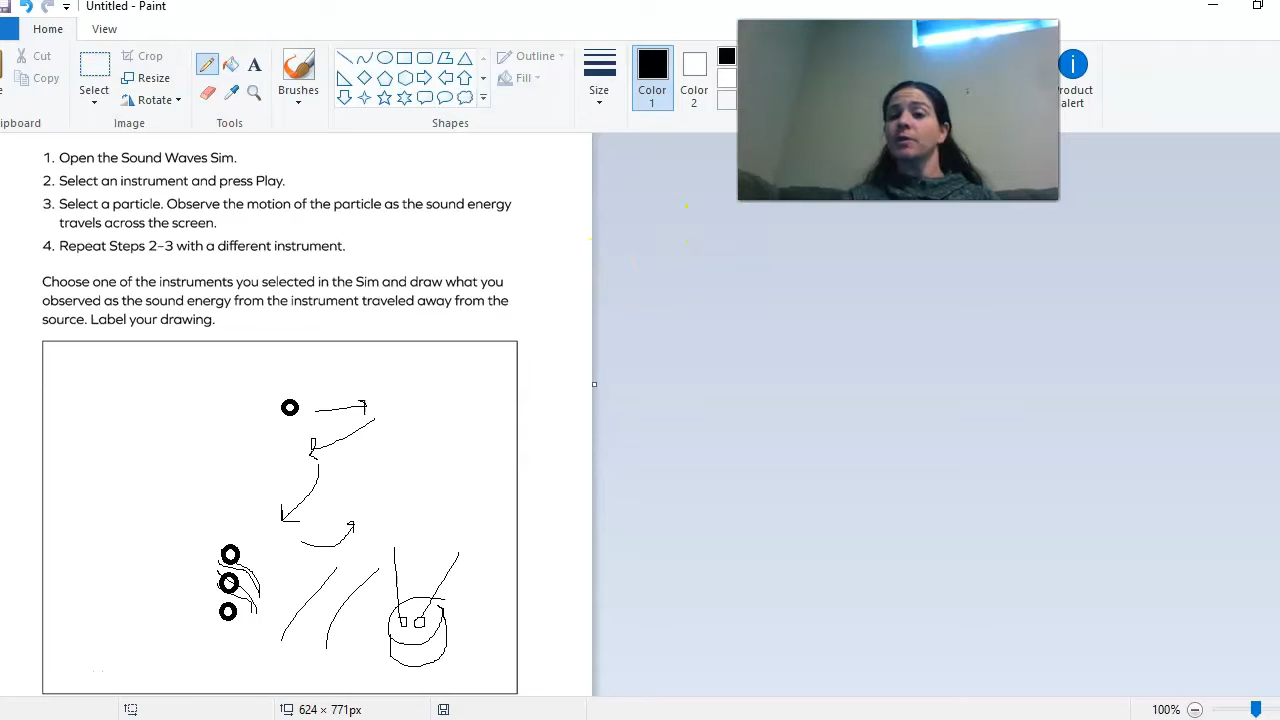 Untitled - Paint
Home View
Cut
Copy
Select
Crop
Resize
Rotate
Brushes
Outline
Fill
Size
Color
1
Color
2
roduct
alert
ipboard Image Tools Shapes
1. Open the Sound Waves Sim.
2. Select an instrument and press Play.
3. Select a particle. Observe the motion of the particle as the sound energy
travels across the screen.
4. Repeat Steps 2–3 with a different instrument.
Choose one of the instruments you selected in the Sim and draw what you
observed as the sound energy from the instrument traveled away from the
source. Label your drawing.
624 × 771px 100%